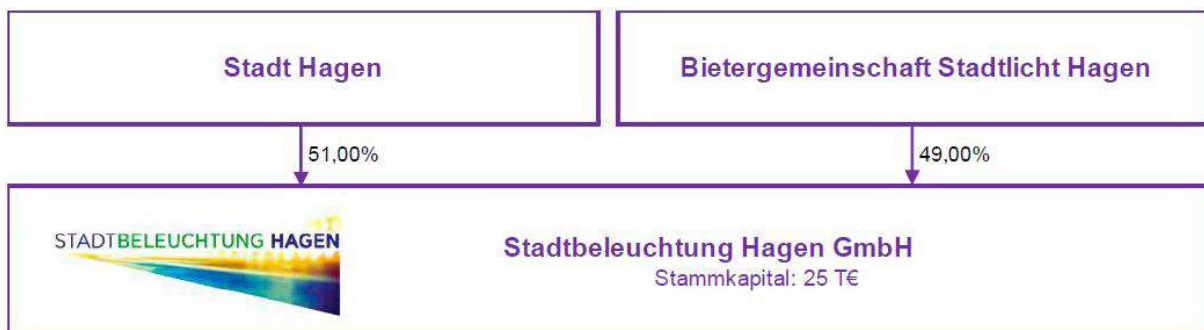 Stadt Hagen
Bietergemeinschaft Stadtlicht Hagen
51,00%
49,00%
STADTBELEUCHTUNG HAGEN
Stadtbeleuchtung Hagen GmbH
Stammkapital: 25 T€